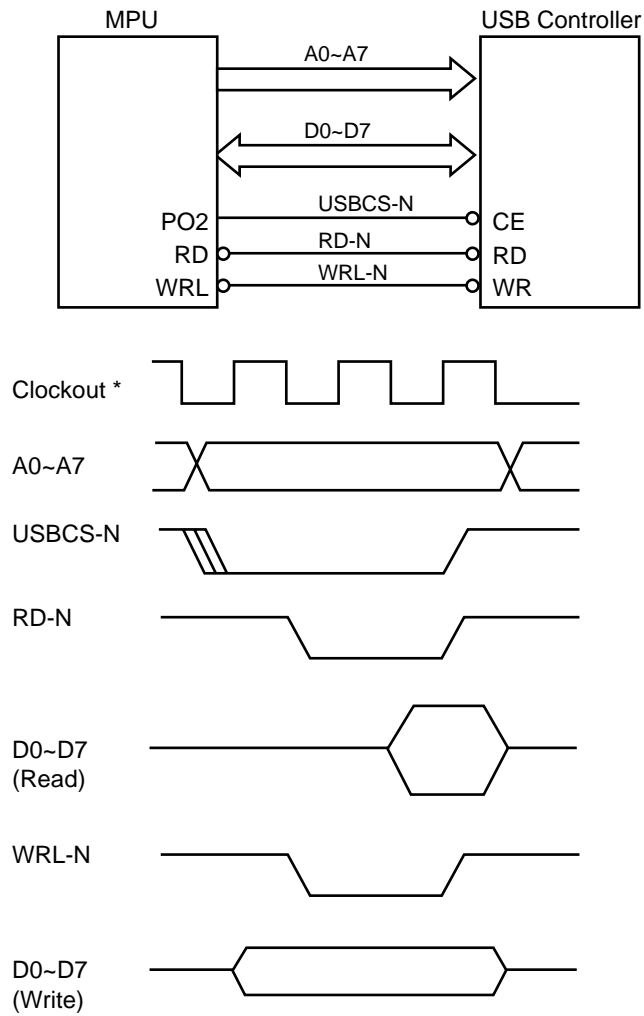 MPU
USB Controller
A0~A7
D0~D7
USBCS-N
PO2
CE
RD-N
RD
RD
WRL-N
WRL
WR
Clockout *
A0~A7
USBCS-N
RD-N
D0~D7
(Read)
WRL-N
D0~D7
(Write)